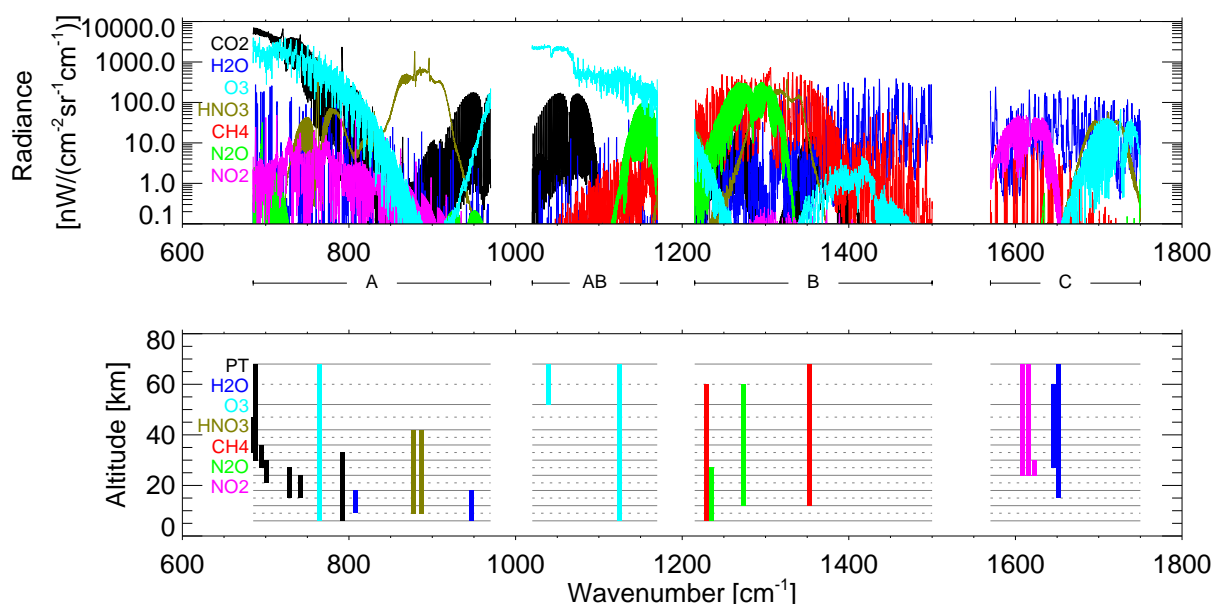 Radiance
[nW/(cm⁻²sr⁻¹cm⁻¹)]
10000.0
1000.0
100.0
10.0
1.0
0.1
CO2
H2O
O3
HNO3
CH4
N2O
NO2
600 800 1000 1200 1400 1600 1800
A AB B C
Altitude [km]
80
60
40
20
0
PT
H2O
O3
HNO3
CH4
N2O
NO2
600 800 1000 1200 1400 1600 1800
Wavenumber [cm⁻¹]